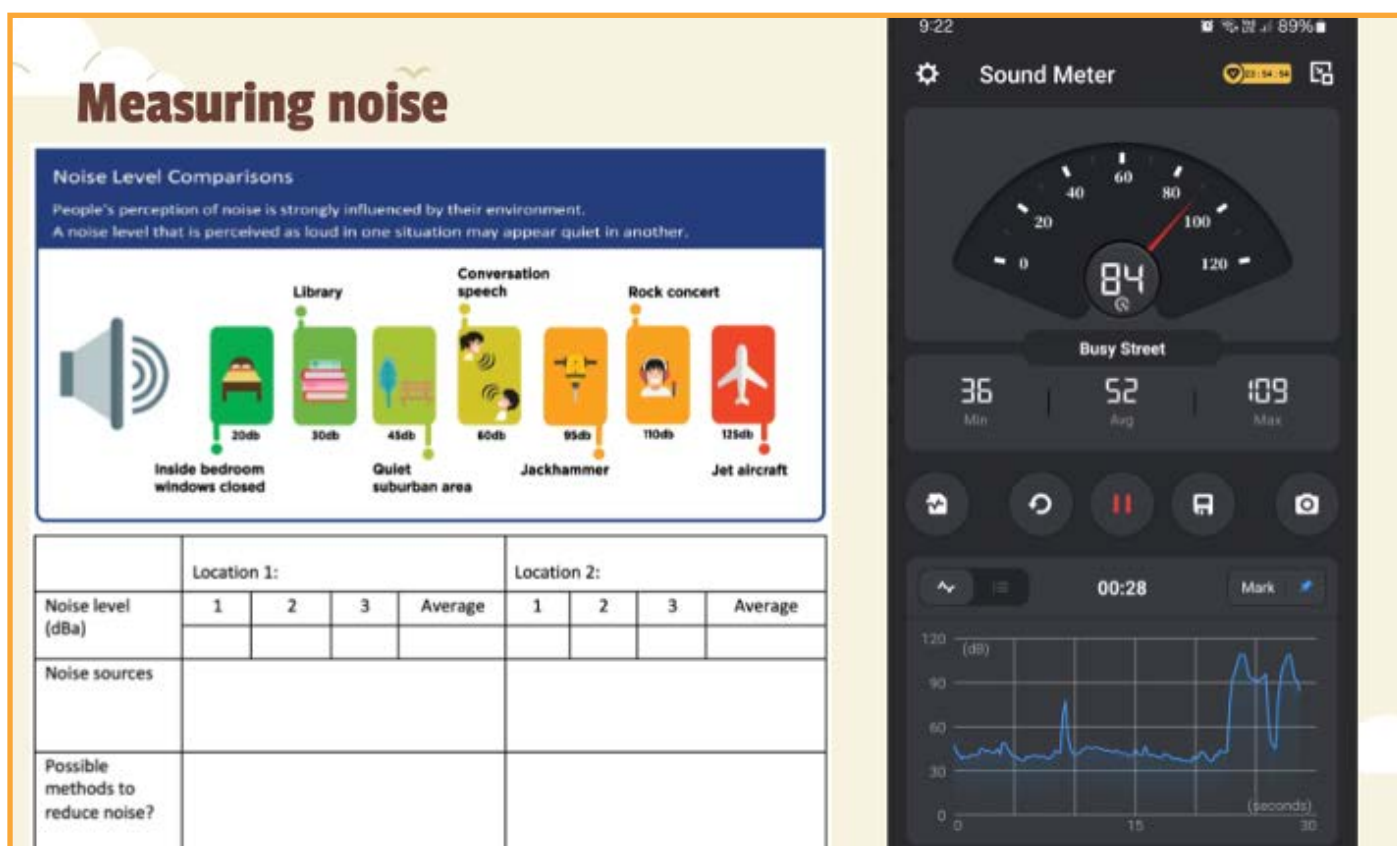 Measuring noise
Noise Level Comparisons
People's perception of noise is strongly influenced by their environment.
A noise level that is perceived as loud in one situation may appear quiet in another.
Library
Conversation
speech
Rock concert
20db
30db
45db
60db
95db
110db
125db
Inside bedroom
windows closed
Quiet
suburban area
Jackhammer
Jet aircraft
Location 1:
Location 2:
Noise level
(dBa)
1
2
3
Average
1
2
3
Average
Noise sources
Possible
methods to
reduce noise?
9:22
89%
Sound Meter
23:54:54
0
20
40
60
80
100
120
84
Busy Street
36
Min
52
Avg
109
Max
00:28
Mark
120
(dB)
90
60
30
0
(seconds)
0
15
30